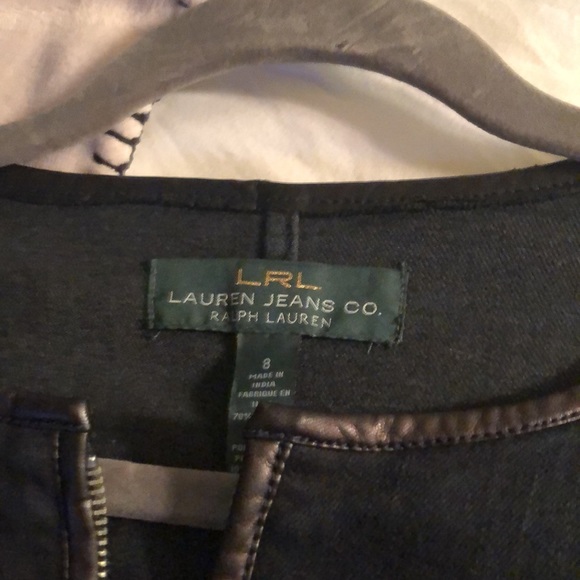 LRL
LAUREN JEANS CO.
RALPH LAUREN
8
MADE IN
INDIA
FABRIQUE EN